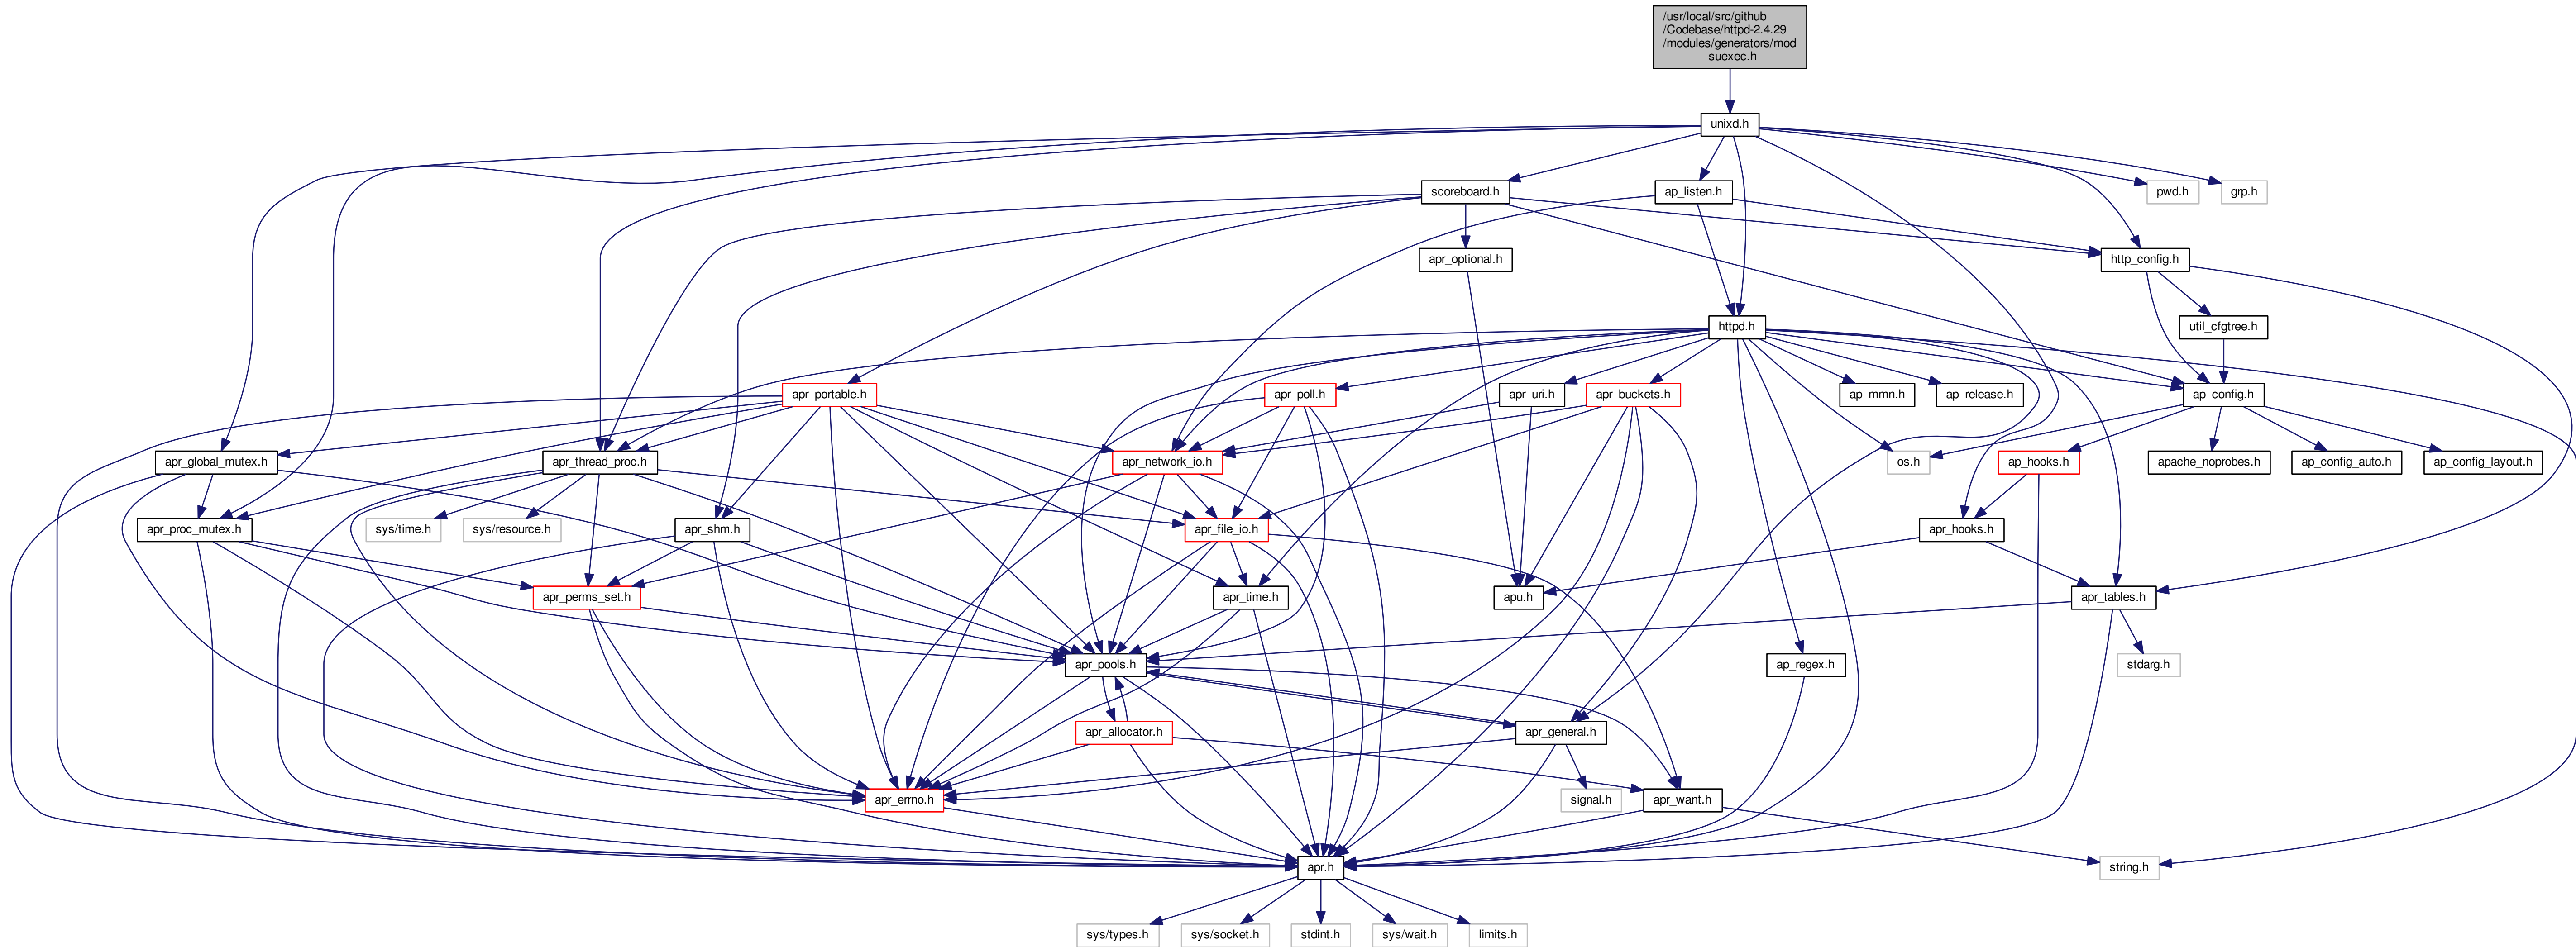 /usr/local/src/github
/Codebase/httpd-2.4.29
/modules/generators/mod
_suexec.h
unixd.h
scoreboard.h
ap_listen.h
pwd.h
grp.h
apr_optional.h
http_config.h
httpd.h
util_cfgtree.h
apr_portable.h
apr_poll.h
apr_uri.h
apr_buckets.h
ap_mmn.h
ap_release.h
ap_config.h
apr_global_mutex.h
apr_thread_proc.h
apr_network_io.h
os.h
ap_hooks.h
apache_noprobes.h
ap_config_auto.h
ap_config_layout.h
apr_proc_mutex.h
sys/time.h
sys/resource.h
apr_shm.h
apr_file_io.h
apr_hooks.h
apr_perms_set.h
apr_time.h
apu.h
apr_tables.h
apr_pools.h
ap_regex.h
stdarg.h
apr_allocator.h
apr_general.h
apr_errno.h
signal.h
apr_want.h
apr.h
string.h
sys/types.h
sys/socket.h
stdint.h
sys/wait.h
limits.h